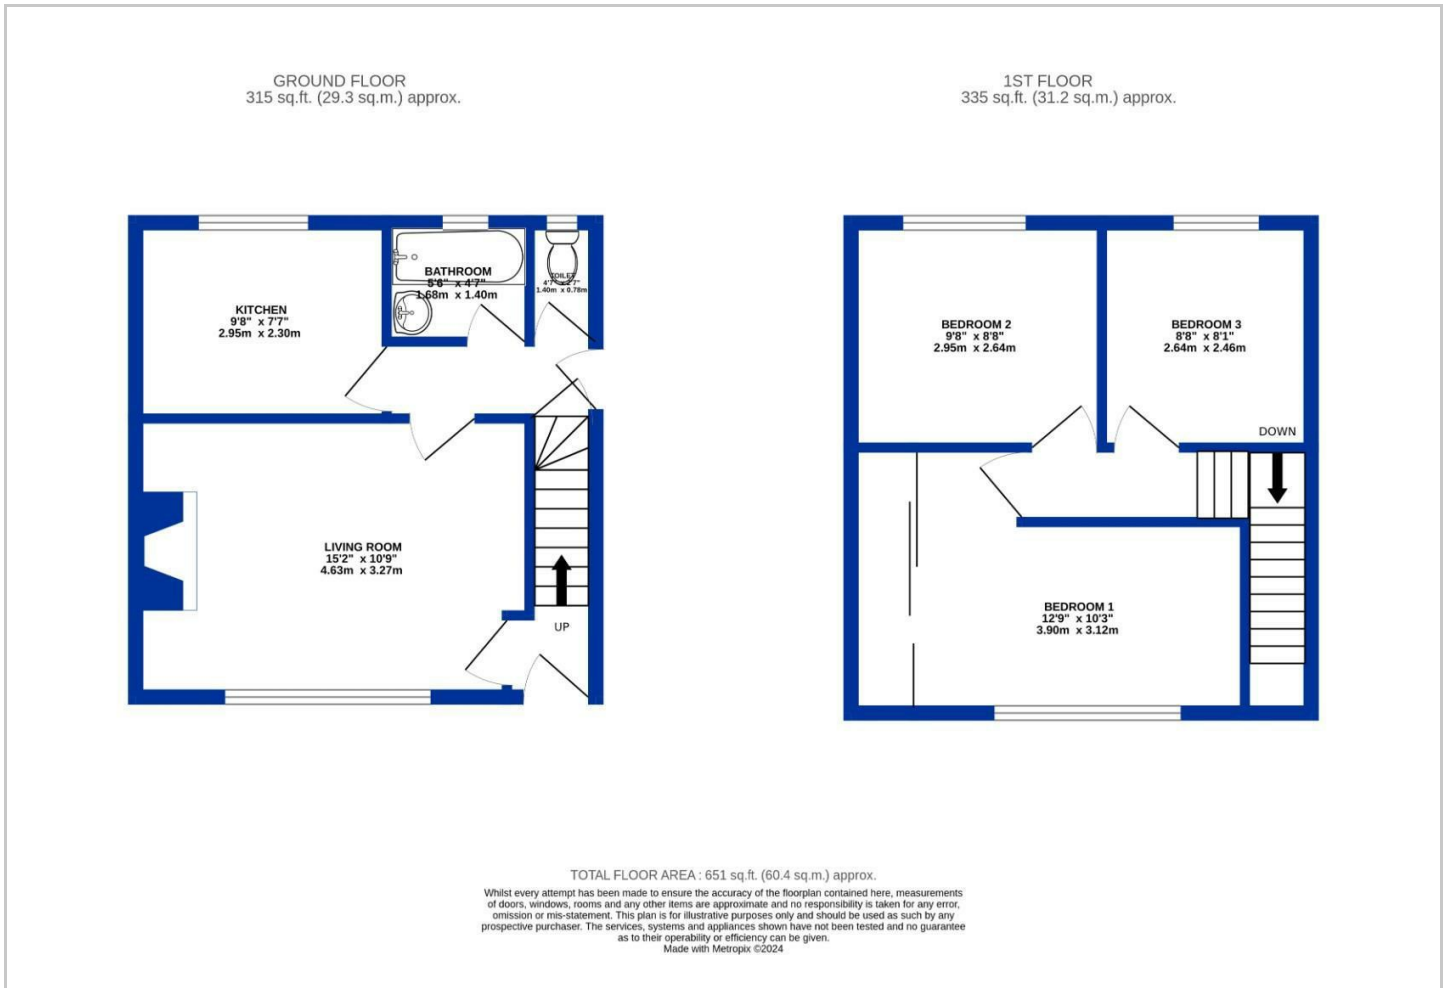 GROUND FLOOR
315 sq.ft. (29.3 sq.m.) approx.
1ST FLOOR
335 sq.ft. (31.2 sq.m.) approx.
KITCHEN
9'8" x 7'7"
2.95m x 2.30m
BATHROOM
5'6" x 4'7"
1.68m x 1.40m
TOILET
4'7" x 2'7"
1.40m x 0.78m
LIVING ROOM
15'2" x 10'9"
4.63m x 3.27m
UP
BEDROOM 2
9'8" x 8'8"
2.95m x 2.64m
BEDROOM 3
8'8" x 8'1"
2.64m x 2.46m
DOWN
BEDROOM 1
12'9" x 10'3"
3.90m x 3.12m
TOTAL FLOOR AREA : 651 sq.ft. (60.4 sq.m.) approx.
Whilst every attempt has been made to ensure the accuracy of the floorplan contained here, measurements
of doors, windows, rooms and any other items are approximate and no responsibility is taken for any error,
omission or mis-statement. This plan is for illustrative purposes only and should be used as such by any
prospective purchaser. The services, systems and appliances shown have not been tested and no guarantee
as to their operability or efficiency can be given.
Made with Metropix ©2024